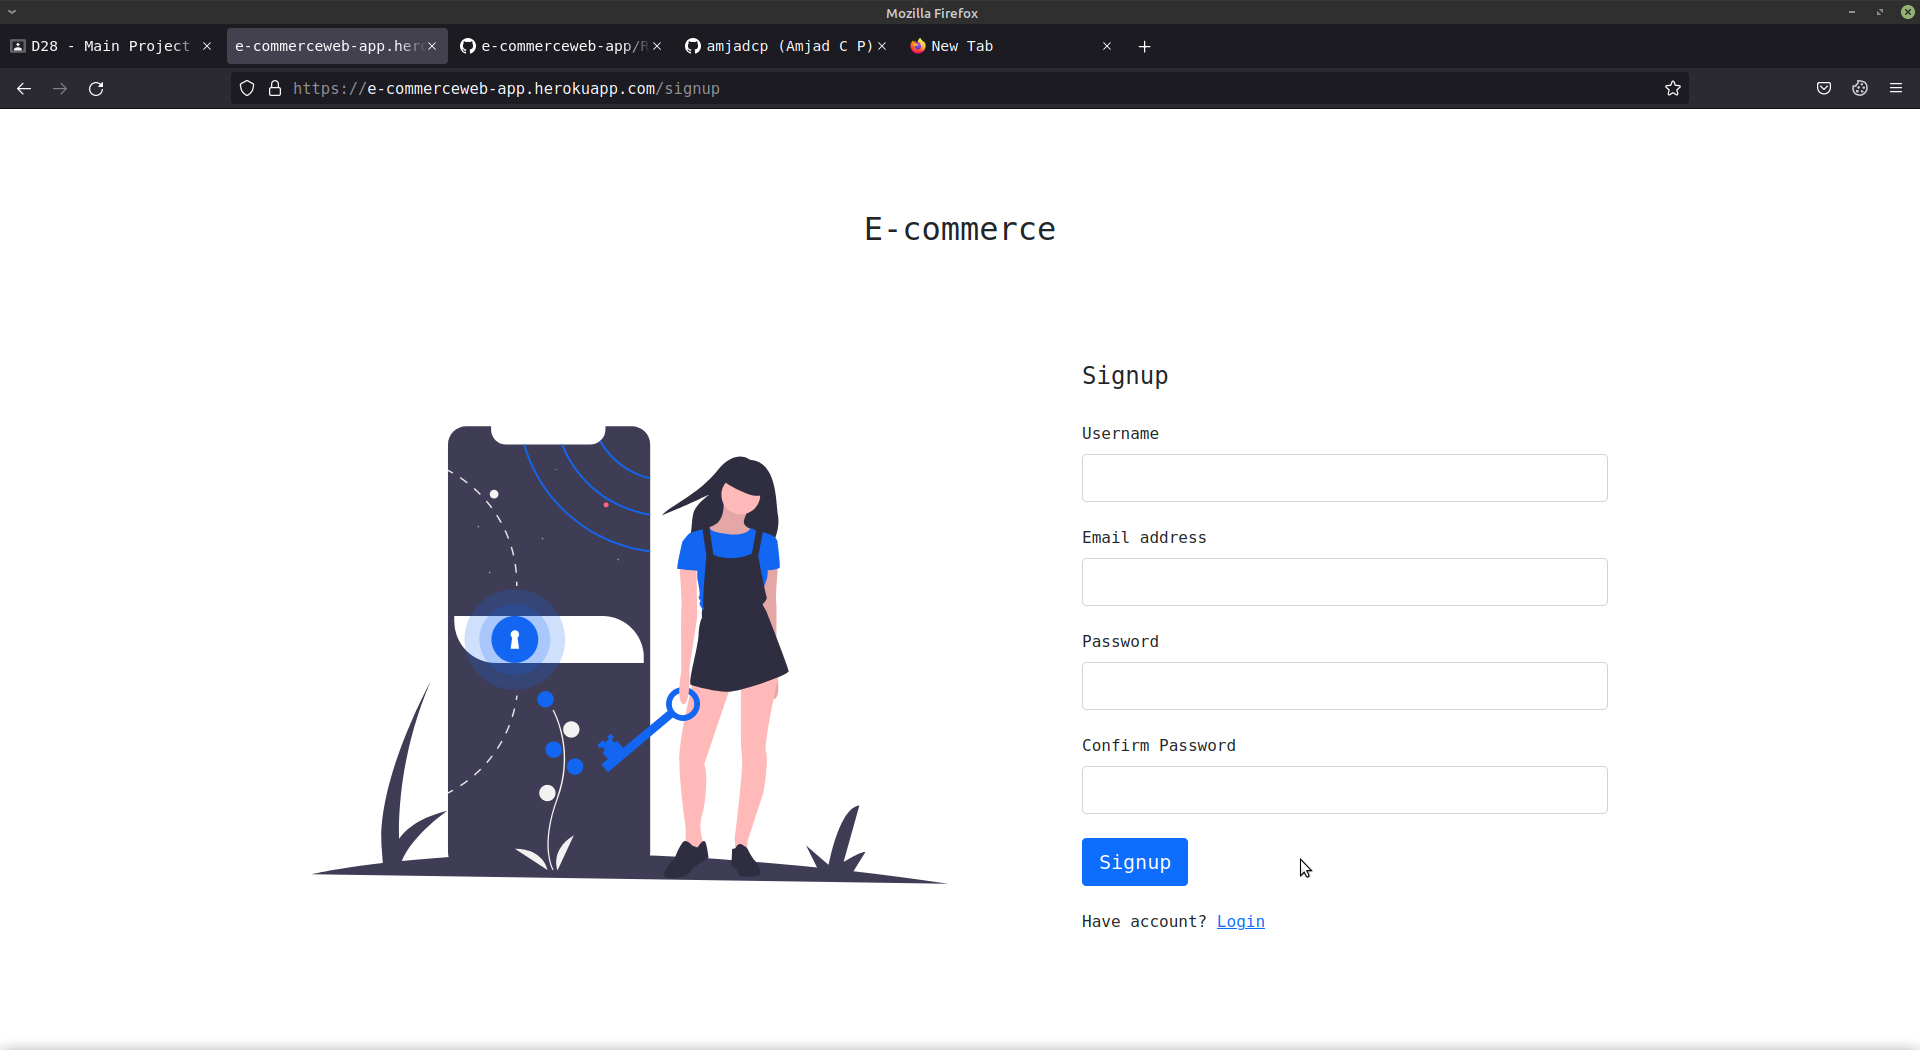 Mozilla Firefox
D28 - Main Project
e-commerceweb-app.her
e-commerceweb-app/R
amjadcp (Amjad C P)
New Tab
https://e-commerceweb-app.herokuapp.com/signup
E-commerce
Signup
Username
Email address
Password
Confirm Password
Signup
Have account? Login